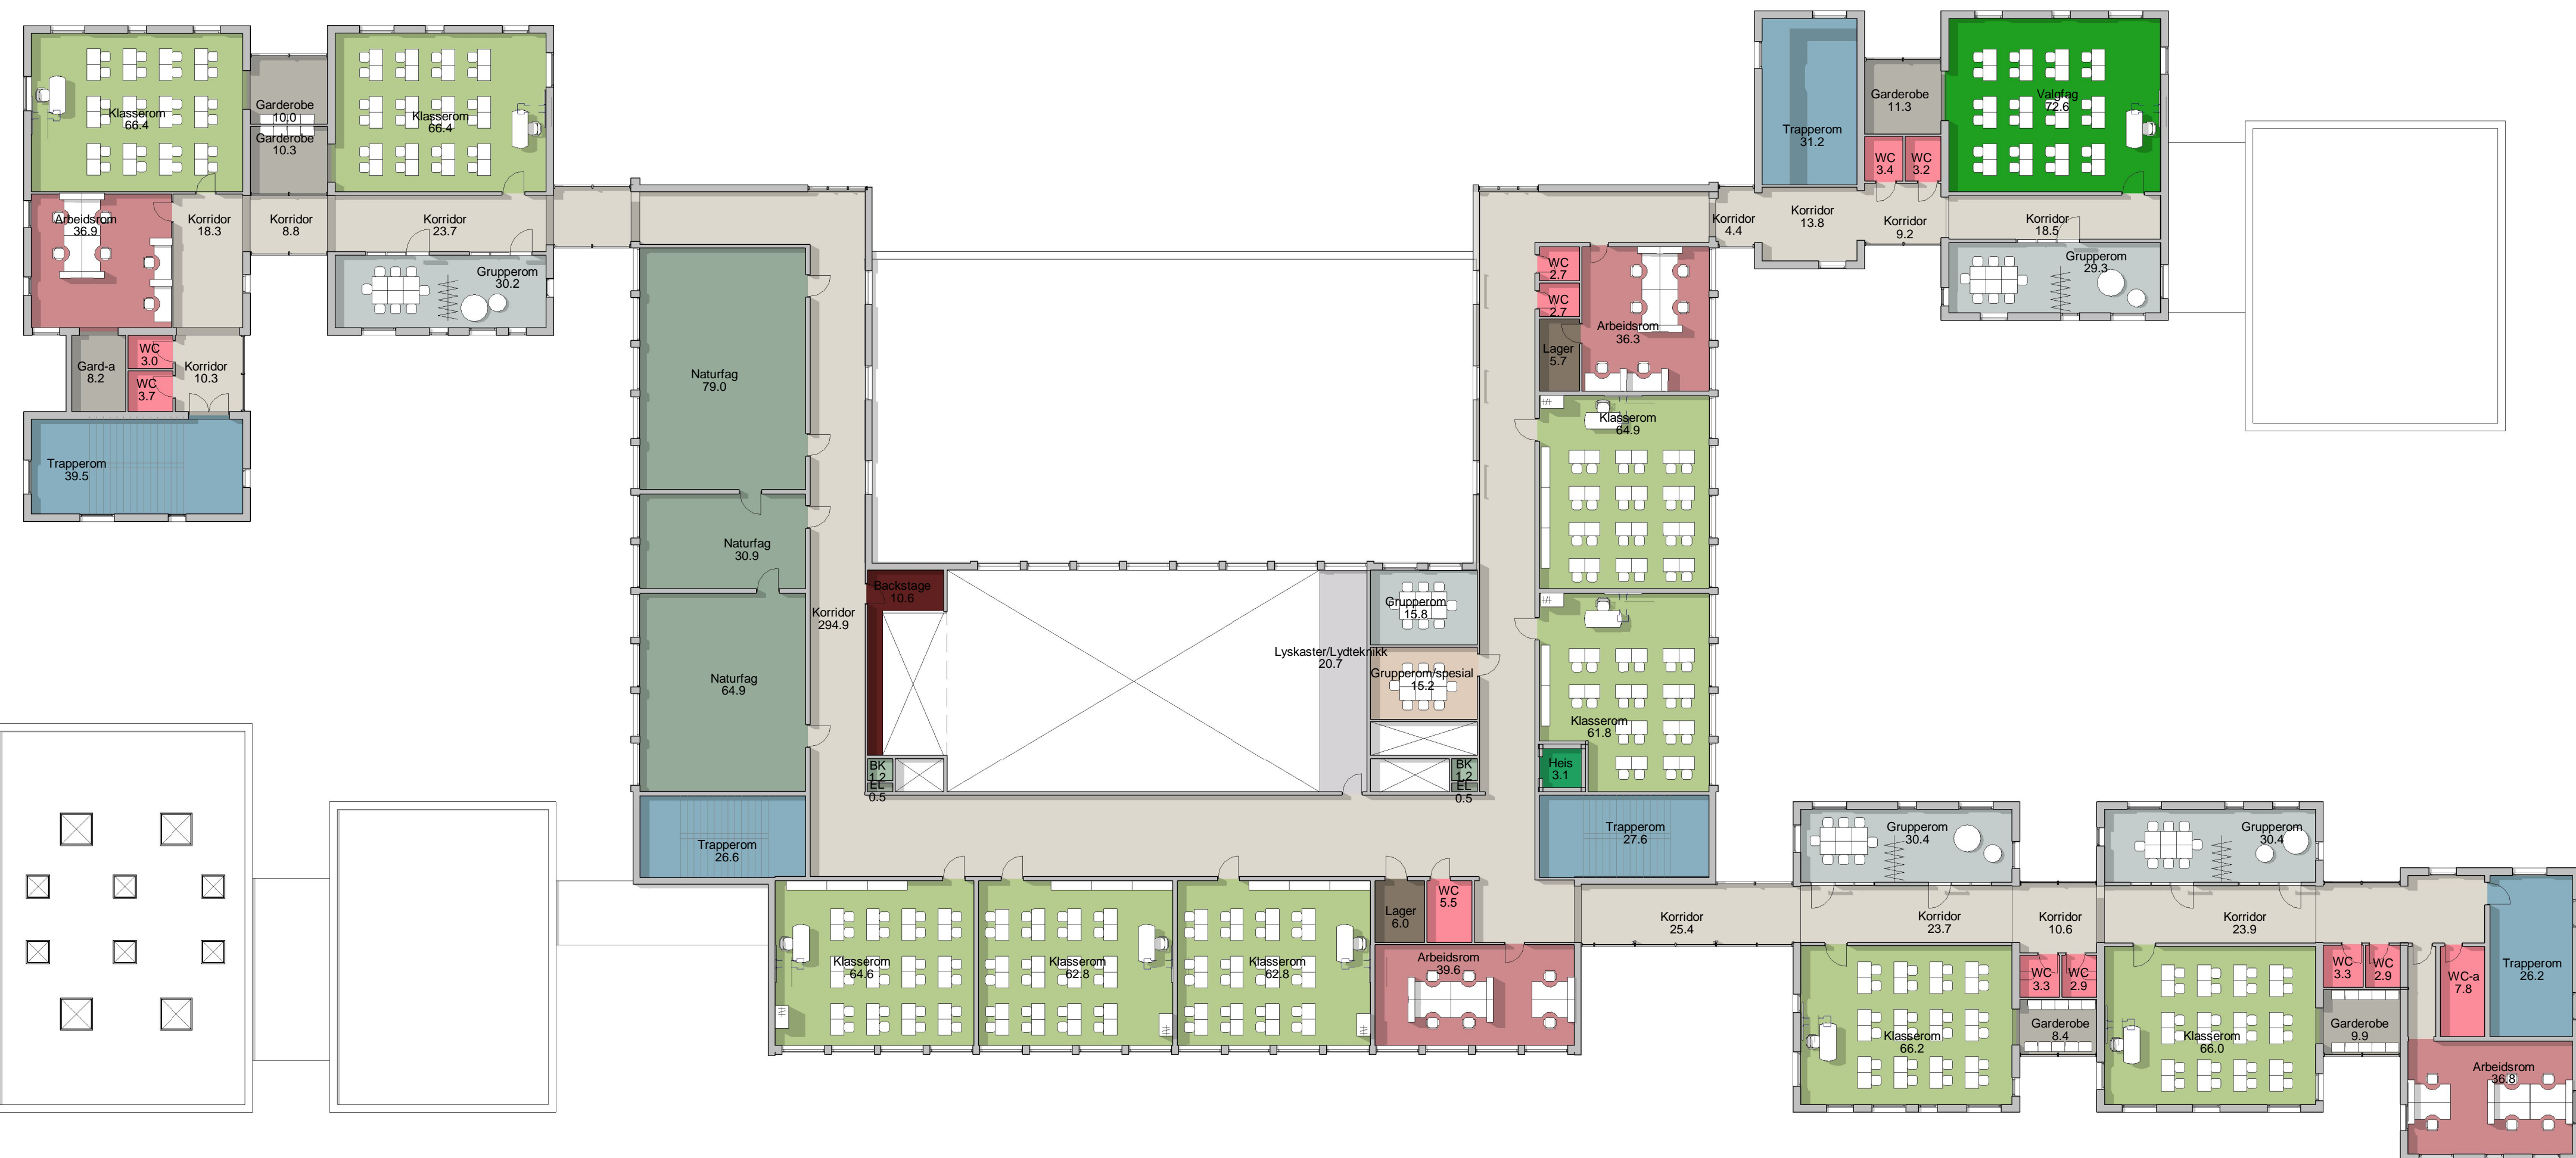 Klasserom
66.4
Garderobe
10.0
Garderobe
10.3
Klasserom
66.4
Arbeidsrom
36.9
Korridor
18.3
Korridor
8.8
Korridor
23.7
Grupperom
30.2
Gard-a
8.2
WC
3.0
WC
3.7
Korridor
10.3
Trapperom
39.5
Naturfag
79.0
Naturfag
30.9
Naturfag
64.9
Trapperom
26.6
Korridor
294.9
Backstage
10.6
BK
1.2
EL
0.5
Lyskaster/Lydteknikk
20.7
Grupperom
15.8
Grupperom/spesial
15.2
BK
1.2
EL
0.5
WC
2.7
WC
2.7
Lager
5.7
Arbeidsrom
36.3
Klasserom
64.9
Klasserom
61.8
Heis
3.1
Trapperom
27.6
Trapperom
31.2
Garderobe
11.3
WC
3.4
WC
3.2
Valgfag
72.6
Korridor
4.4
Korridor
13.8
Korridor
9.2
Korridor
18.5
Grupperom
29.3
Klasserom
64.6
Klasserom
62.8
Klasserom
62.8
Lager
6.0
WC
5.5
Arbeidsrom
39.6
Korridor
25.4
Grupperom
30.4
Korridor
23.7
Klasserom
66.2
Korridor
10.6
WC
3.3
WC
2.9
Garderobe
8.4
Grupperom
30.4
Korridor
23.9
Klasserom
66.0
WC
3.3
WC
2.9
Garderobe
9.9
WC-a
7.8
Trapperom
26.2
Arbeidsrom
36.8